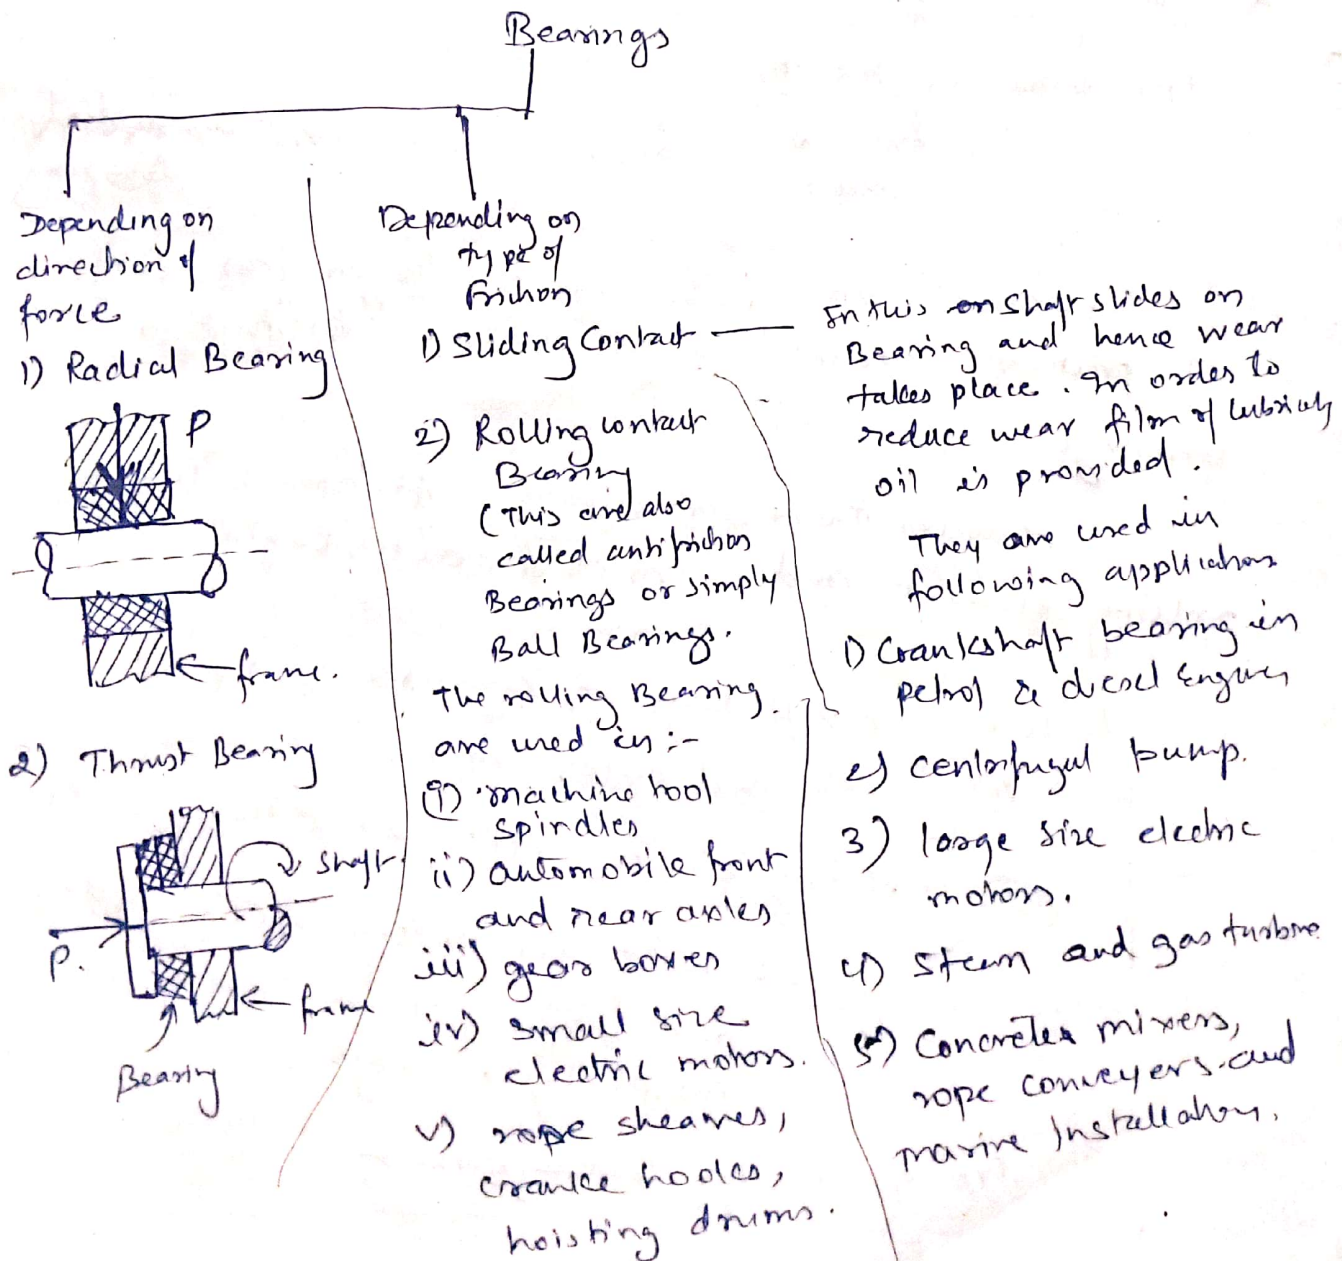 Bearings
Depending on
direction of
force
1) Radial Bearing
P
frame.
2) Thrust Bearing
shaft
P.
frame
Bearing
Depending on
type of
friction
1) Sliding Contact
2) Rolling contact
Bearing
(This are also
called antifriction
Bearings or simply
Ball Bearings.
The rolling Bearing
are used in :-
(i) machine tool
spindles
ii) automobile front
and rear axles
iii) gear boxes
iv) small size
electric motors.
v) rope sheaves,
crane hooks,
hoisting drums.
In this shaft slides on
Bearing and hence wear
takes place. In order to
reduce wear film of lubricating
oil is provided.
They are used in
following applications
1) Crankshaft bearing in
petrol & diesel Engines
2) centrifugal pump.
3) large size electric
motors.
4) Steam and gas turbine
5) Concrete mixers,
rope conveyers and
marine Installation.